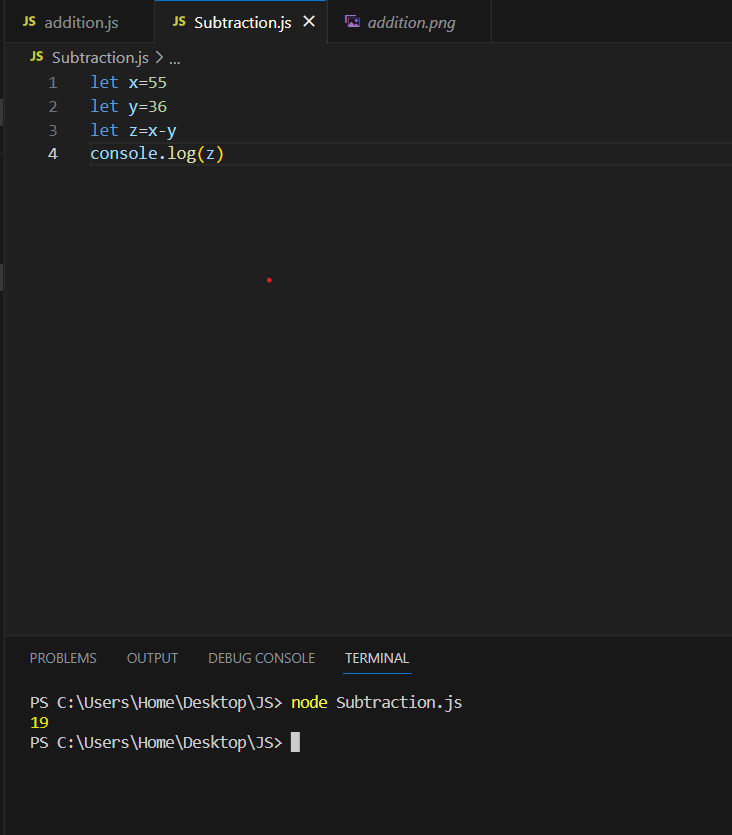 JS addition.js JS Subtraction.js × addition.png
JS Subtraction.js > ...
1 let x=55
2 let y=36
3 let z=x-y
4 console.log(z)
PROBLEMS OUTPUT DEBUG CONSOLE TERMINAL
PS C:\Users\Home\Desktop\JS> node Subtraction.js
19
PS C:\Users\Home\Desktop\JS>